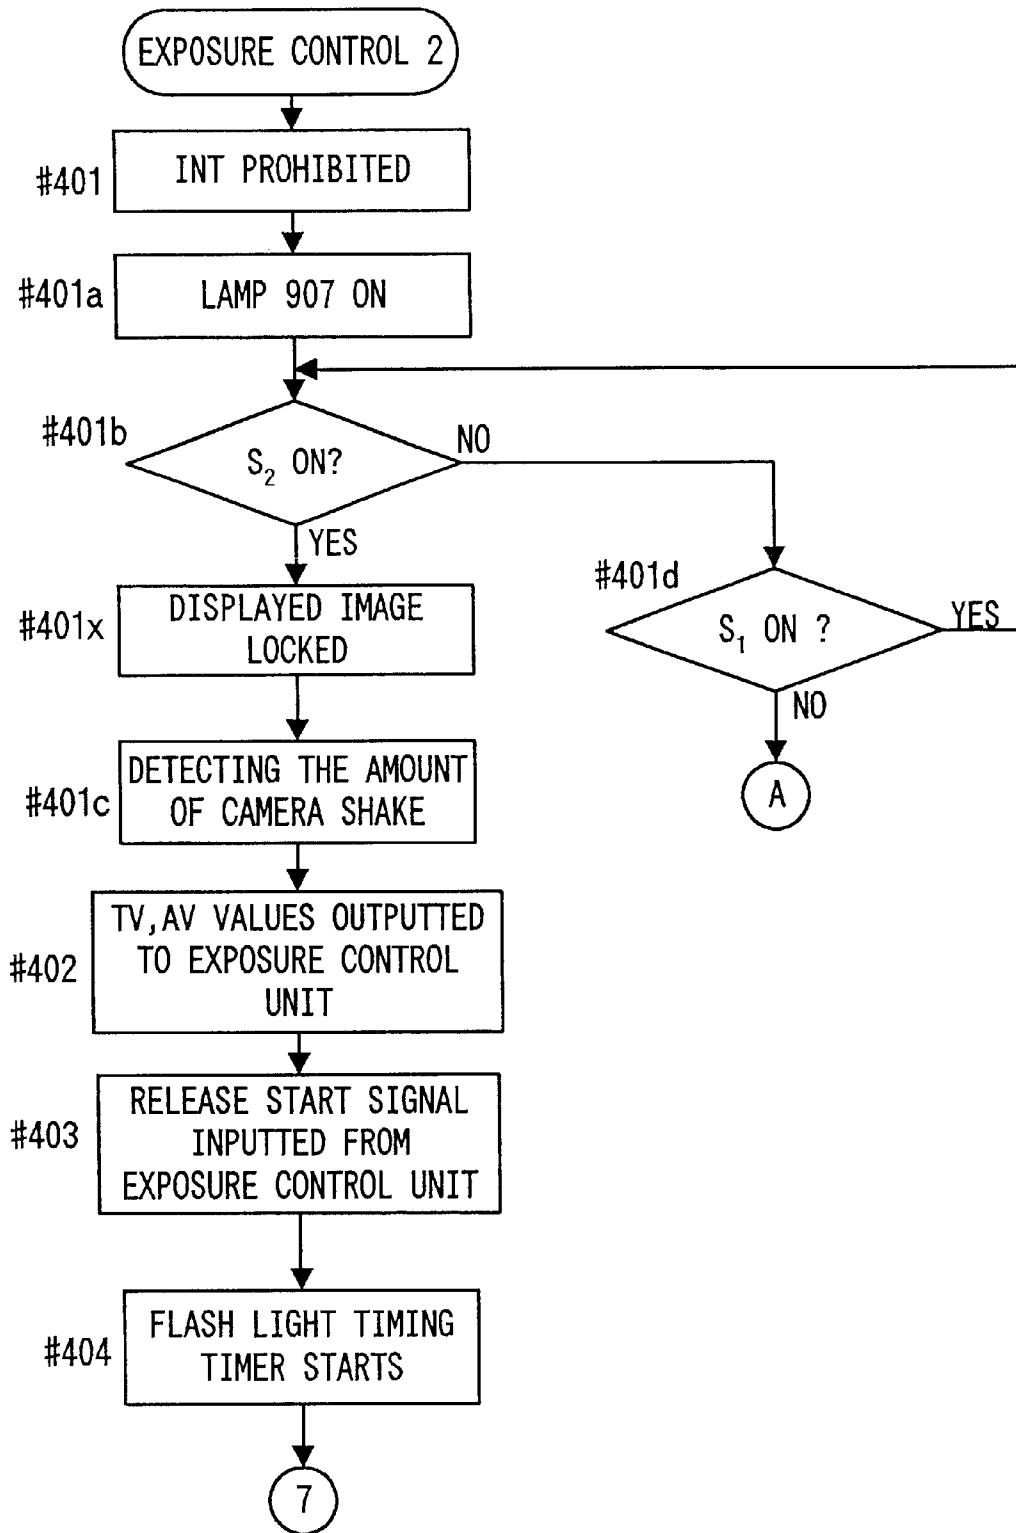 EXPOSURE CONTROL 2
#401
INT PROHIBITED
#401a
LAMP 907 ON
#401b
S2 ON?
NO
YES
#401d
S1 ON ?
YES
NO
A
#401x
DISPLAYED IMAGE
LOCKED
#401c
DETECTING THE AMOUNT
OF CAMERA SHAKE
#402
TV,AV VALUES OUTPUTTED
TO EXPOSURE CONTROL
UNIT
#403
RELEASE START SIGNAL
INPUTTED FROM
EXPOSURE CONTROL UNIT
#404
FLASH LIGHT TIMING
TIMER STARTS
7